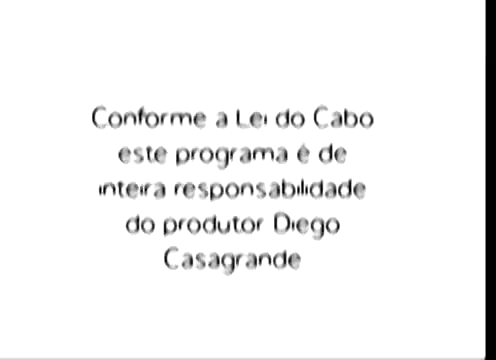 Conforme a Lei do Cabo
este programa é de
inteira responsabilidade
do produtor Diego
Casagrande